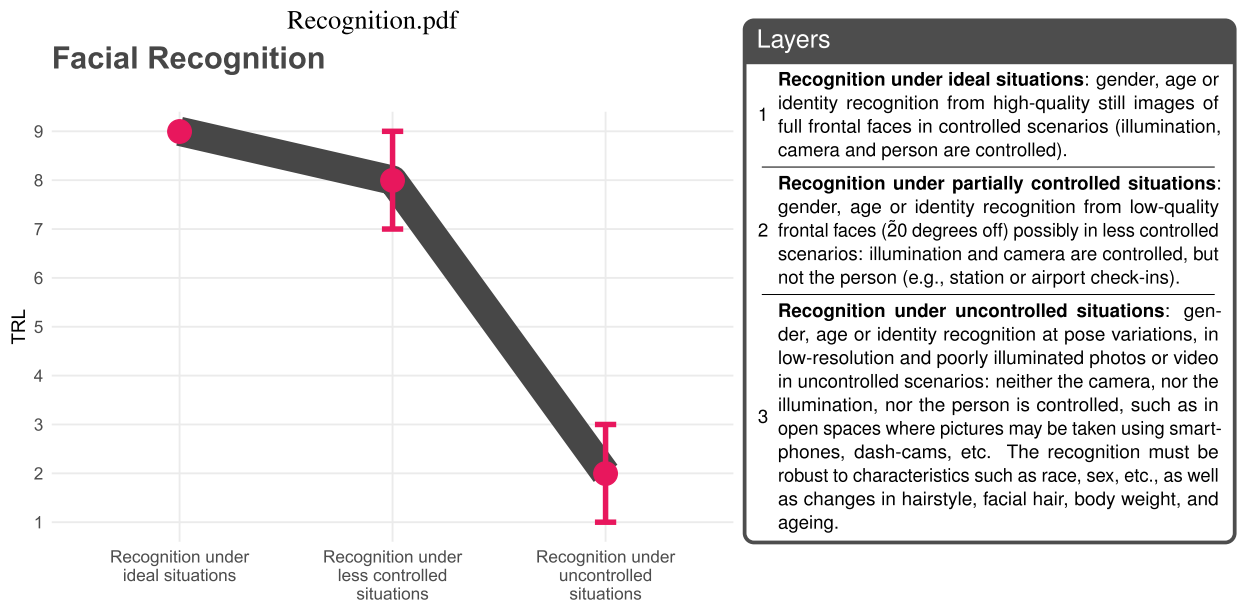 Recognition.pdf
Facial Recognition
TRL
9
8
7
6
5
4
3
2
1
Recognition under
ideal situations
Recognition under
less controlled
situations
Recognition under
uncontrolled
situations
Layers
1
Recognition under ideal situations: gender, age or
identity recognition from high-quality still images of
full frontal faces in controlled scenarios (illumination,
camera and person are controlled).
2
Recognition under partially controlled situations:
gender, age or identity recognition from low-quality
frontal faces (2̃0 degrees off) possibly in less controlled
scenarios: illumination and camera are controlled, but
not the person (e.g., station or airport check-ins).
3
Recognition under uncontrolled situations: gen-
der, age or identity recognition at pose variations, in
low-resolution and poorly illuminated photos or video
in uncontrolled scenarios: neither the camera, nor the
illumination, nor the person is controlled, such as in
open spaces where pictures may be taken using smart-
phones, dash-cams, etc. The recognition must be
robust to characteristics such as race, sex, etc., as well
as changes in hairstyle, facial hair, body weight, and
ageing.